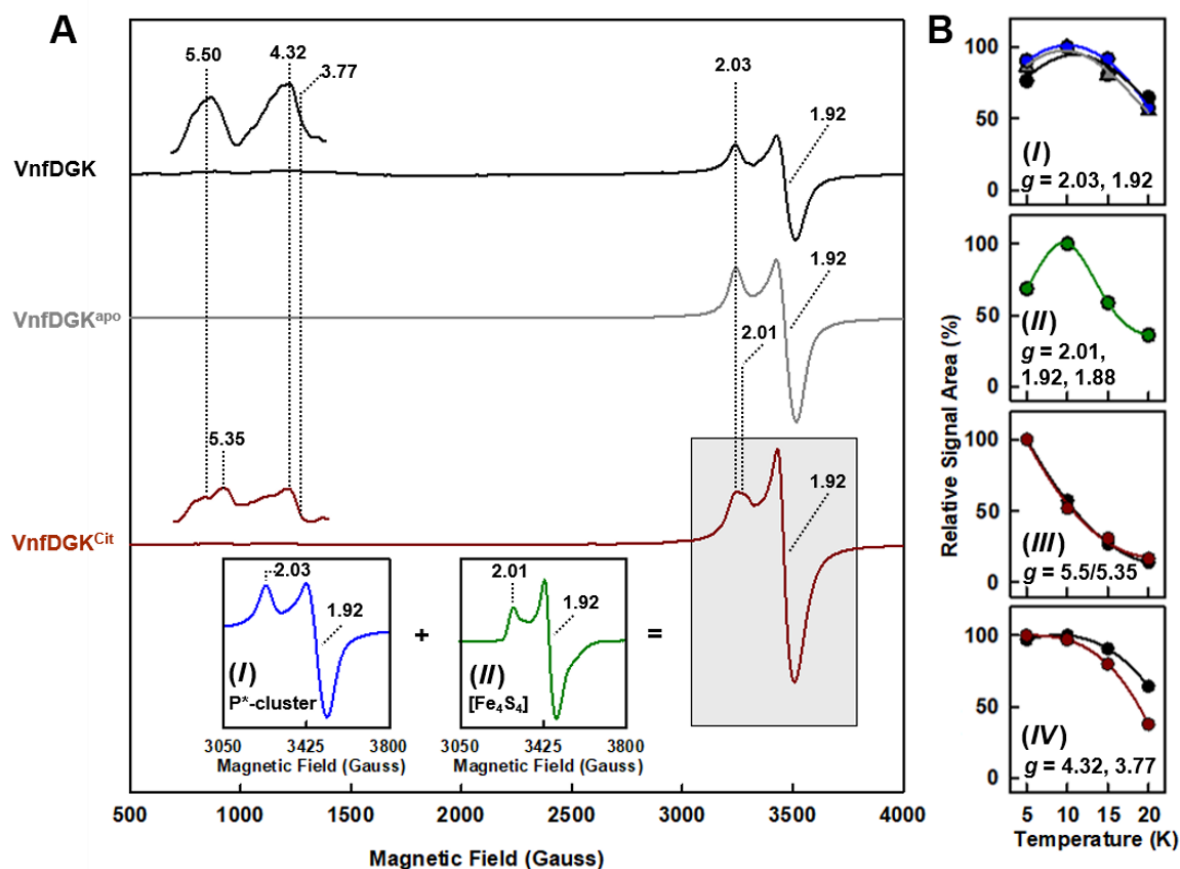 A
5.50
4.32
3.77
2.03
1.92
VnfDGK
1.92
VnfDGKapo
2.01
5.35
1.92
VnfDGKCit
2.03
1.92
(I)
P*-cluster
3050 3425 3800
Magnetic Field (Gauss)
+
2.01
1.92
(II)
[Fe₄S₄]
3050 3425 3800
Magnetic Field (Gauss)
=
500 1000 1500 2000 2500 3000 3500 4000
Magnetic Field (Gauss)
B
Relative Signal Area (%)
100
50
0
(I)
g = 2.03, 1.92
100
50
0
(II)
g = 2.01,
1.92, 1.88
100
50
0
(III)
g = 5.5/5.35
100
50
0
(IV)
g = 4.32, 3.77
5 10 15 20
Temperature (K)